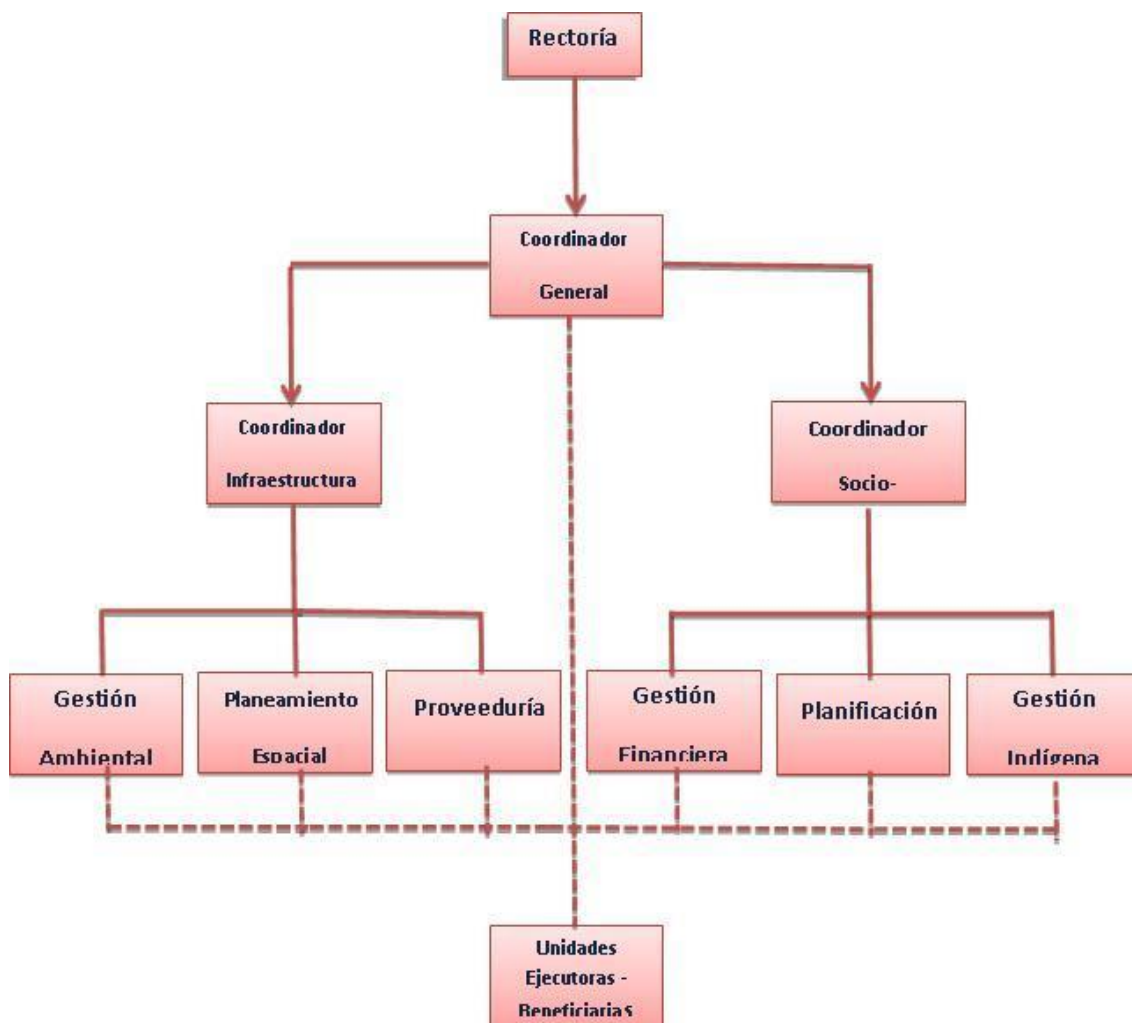 Rectoría
Coordinador
General
Coordinador
Infraestructura
Coordinador
Socio-
Gestión
Ambiental
Planeamiento
Espacial
Proveeduría
Gestión
Financiera
Planificación
Gestión
Indígena
Unidades
Ejecutoras -
Beneficiarias